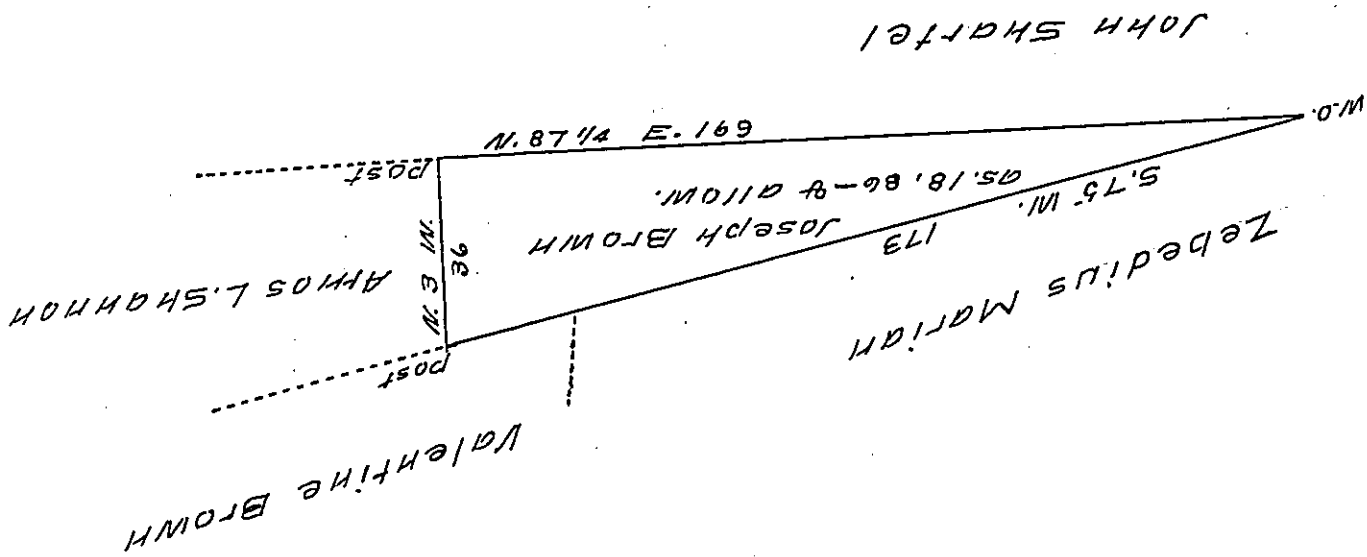 John Shartel
W.O.
N. 87 1/4 E. 169
post
as. 18, 86 - & allow.
Joseph Brown
S. 75 W.
173
N. 3 W.
36
Amos L. Shannon
Zebedius Marian
post
Valentine Brown